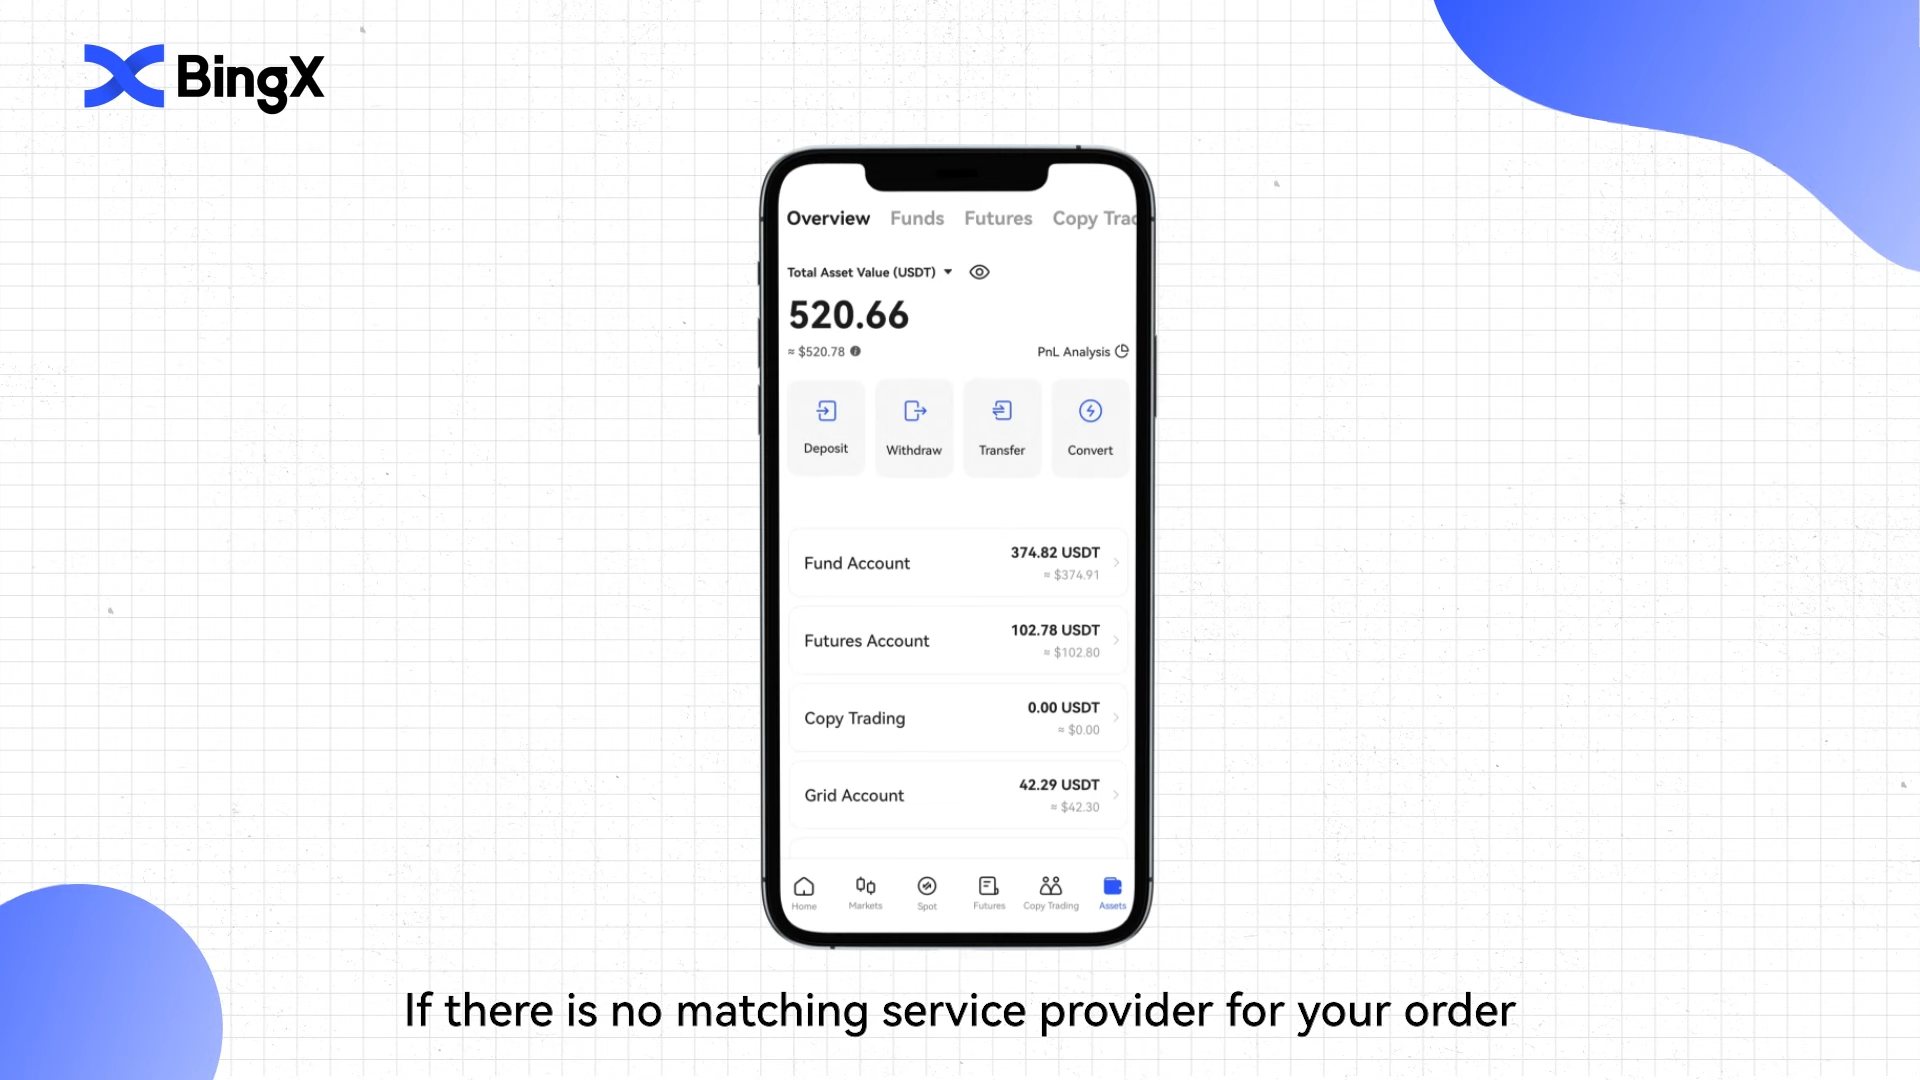 BingX
Overview Funds Futures Copy Trad
Total Asset Value (USDT)
520.66
≈ $520.78
PnL Analysis
Deposit Withdraw Transfer Convert
Fund Account 374.82 USDT
≈ $374.91
Futures Account 102.78 USDT
≈ $102.80
Copy Trading 0.00 USDT
≈ $0.00
Grid Account 42.29 USDT
≈ $42.30
Home Markets Spot Futures Copy Trading Assets
If there is no matching service provider for your order